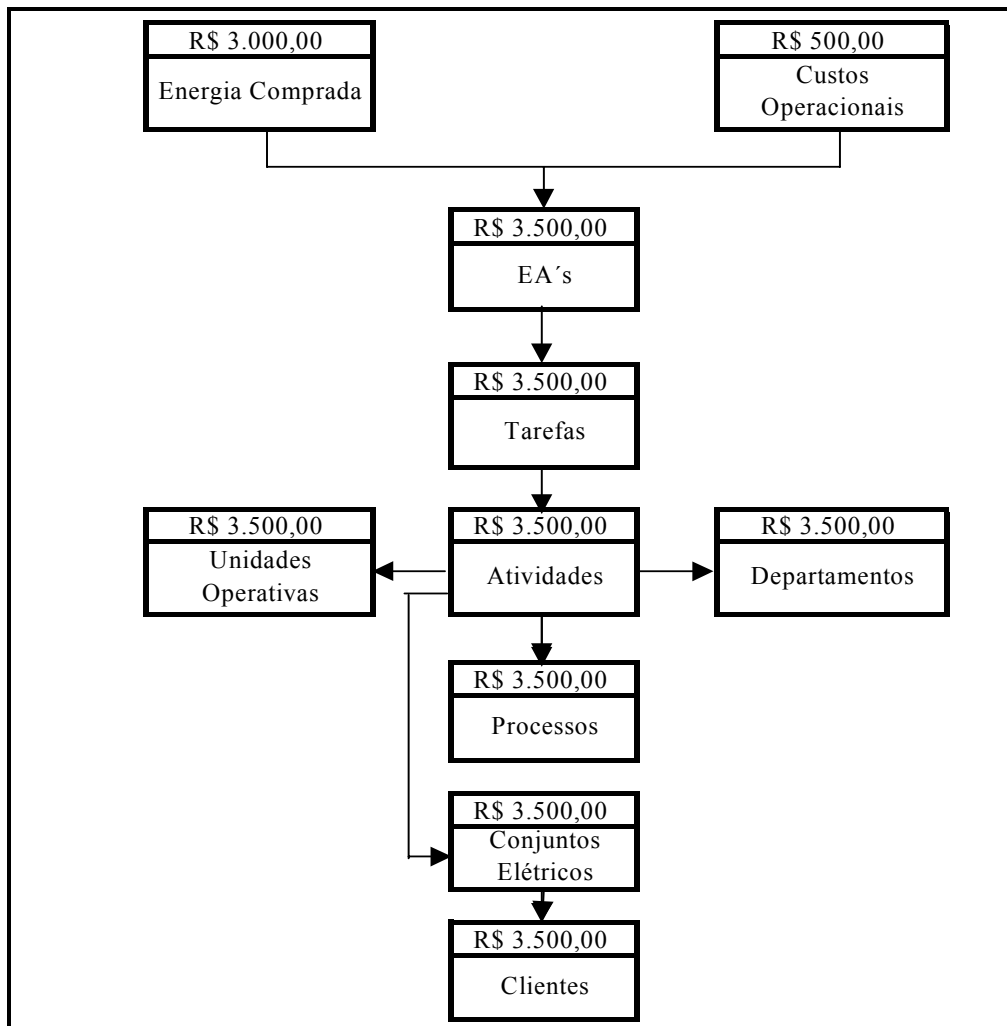 R$ 3.000,00
Energia Comprada
R$ 500,00
Custos
Operacionais
R$ 3.500,00
EA´s
R$ 3.500,00
Tarefas
R$ 3.500,00
Unidades
Operativas
R$ 3.500,00
Atividades
R$ 3.500,00
Departamentos
R$ 3.500,00
Processos
R$ 3.500,00
Conjuntos
Elétricos
R$ 3.500,00
Clientes